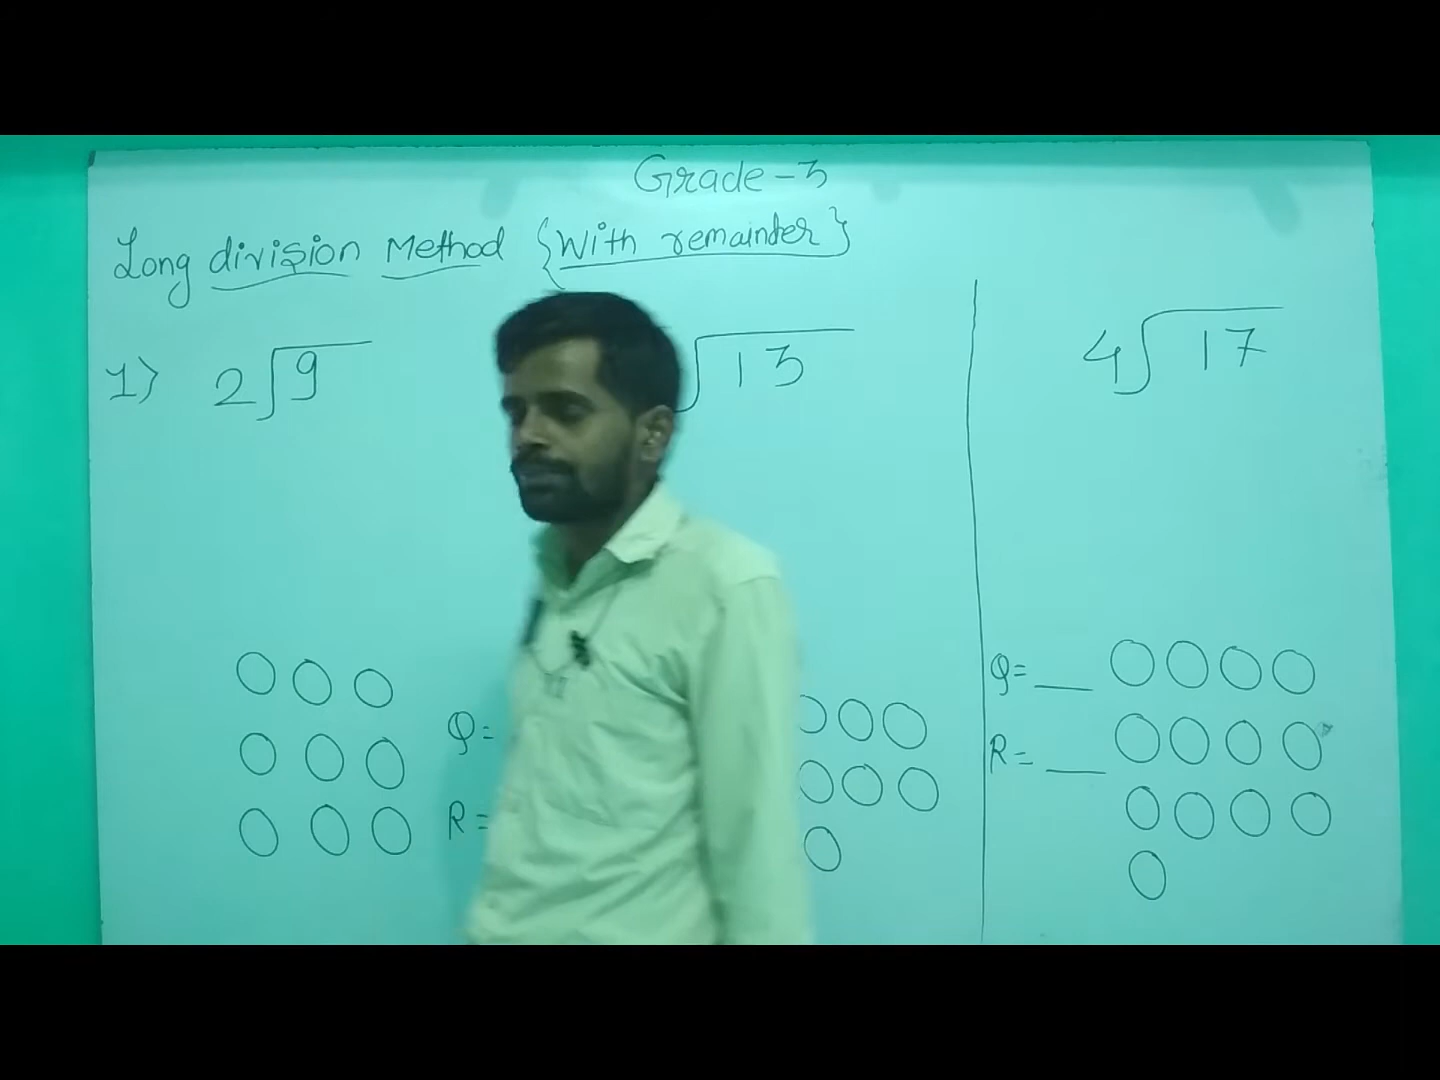 Grade-3
Long division Method {With remainder}
1) 2 9
13
4 17
Q= __
R= __
Q=
R=